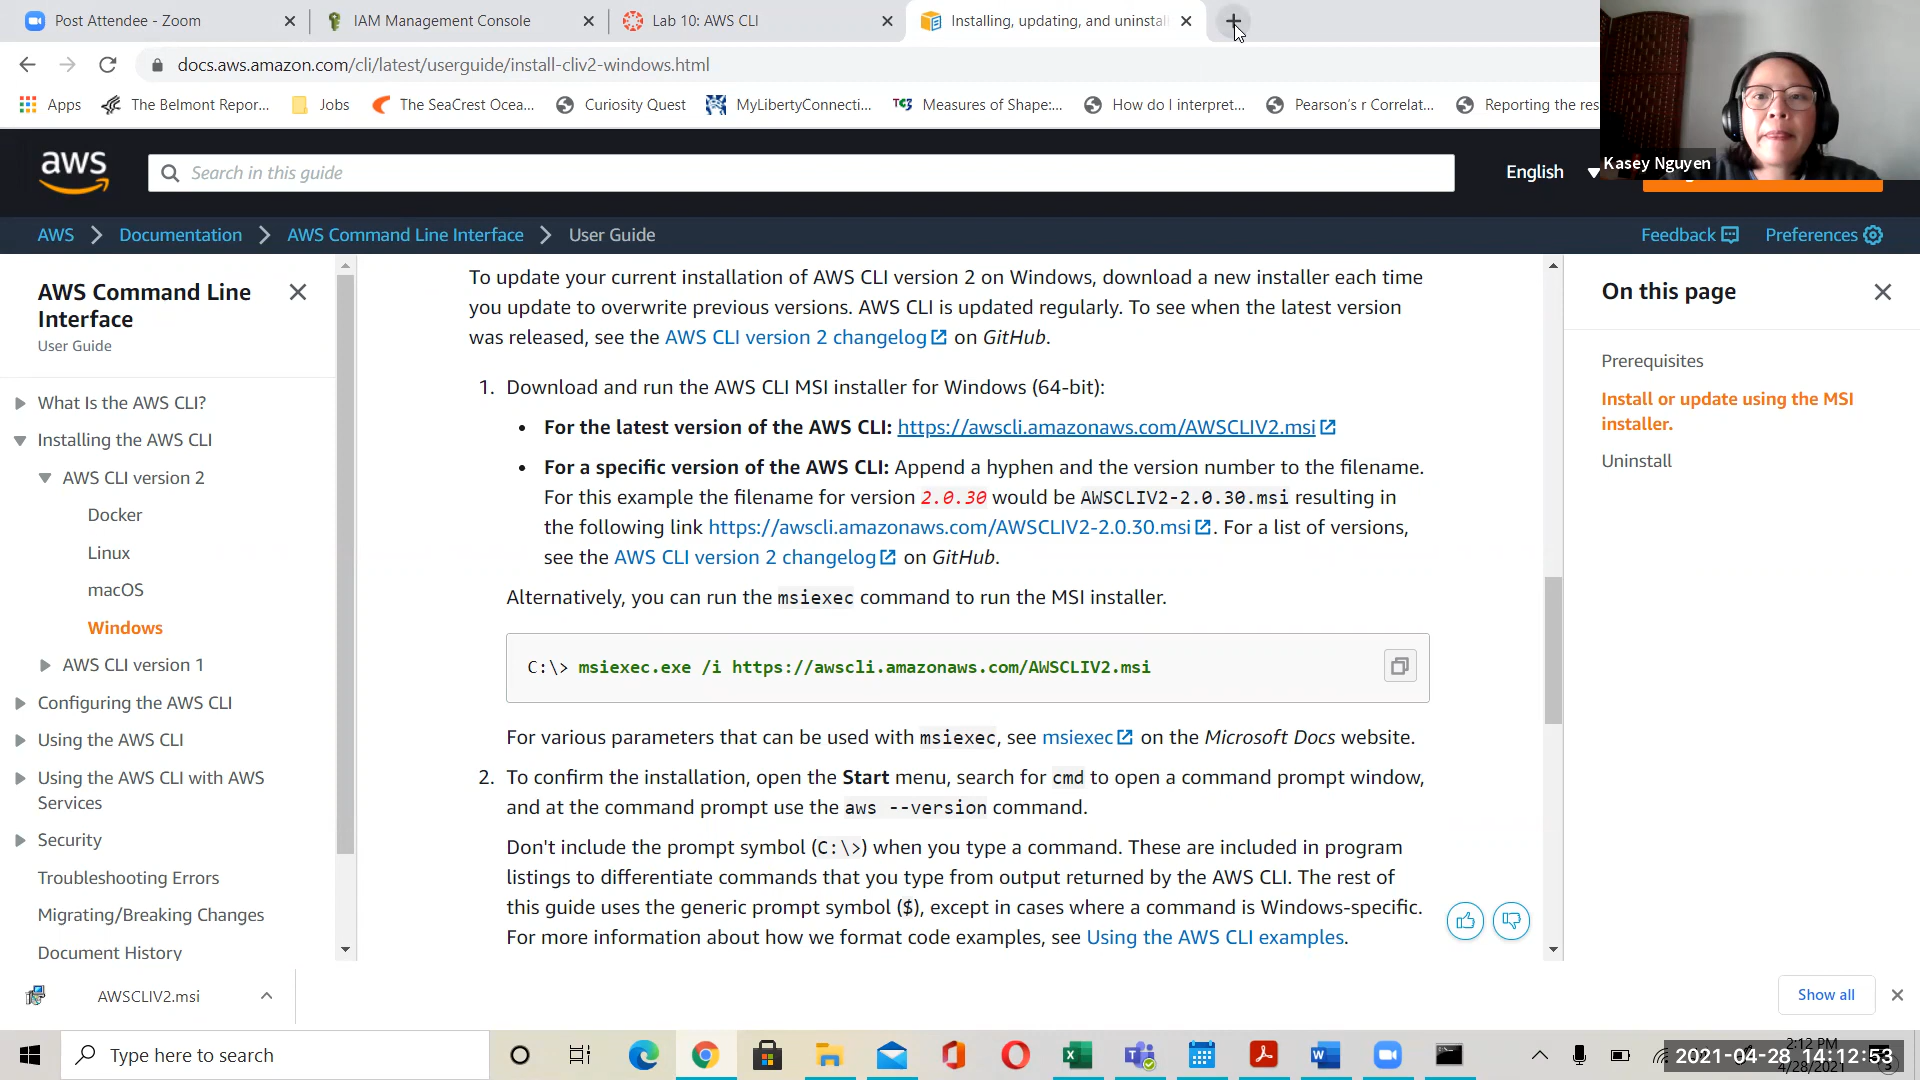 Post Attendee - Zoom
IAM Management Console
Lab 10: AWS CLI
Installing, updating, and uninstal
docs.aws.amazon.com/cli/latest/userguide/install-cliv2-windows.html
Apps
The Belmont Repor...
Jobs
The SeaCrest Ocea...
Curiosity Quest
MyLibertyConnecti...
Measures of Shape:...
How do I interpret...
Pearson's r Correlat...
Reporting the res
Kasey Nguyen
aws
Search in this guide
English
AWS
Documentation
AWS Command Line Interface
User Guide
Feedback
Preferences
AWS Command Line
Interface
User Guide
What Is the AWS CLI?
Installing the AWS CLI
AWS CLI version 2
Docker
Linux
macOS
Windows
AWS CLI version 1
Configuring the AWS CLI
Using the AWS CLI
Using the AWS CLI with AWS
Services
Security
Troubleshooting Errors
Migrating/Breaking Changes
Document History
To update your current installation of AWS CLI version 2 on Windows, download a new installer each time
you update to overwrite previous versions. AWS CLI is updated regularly. To see when the latest version
was released, see the AWS CLI version 2 changelog on GitHub.
1. Download and run the AWS CLI MSI installer for Windows (64-bit):
• For the latest version of the AWS CLI: https://awscli.amazonaws.com/AWSCLIV2.msi
• For a specific version of the AWS CLI: Append a hyphen and the version number to the filename.
For this example the filename for version 2.0.30 would be AWSCLIV2-2.0.30.msi resulting in
the following link https://awscli.amazonaws.com/AWSCLIV2-2.0.30.msi. For a list of versions,
see the AWS CLI version 2 changelog on GitHub.
Alternatively, you can run the msiexec command to run the MSI installer.
C:\> msiexec.exe /i https://awscli.amazonaws.com/AWSCLIV2.msi
For various parameters that can be used with msiexec, see msiexec on the Microsoft Docs website.
2. To confirm the installation, open the Start menu, search for cmd to open a command prompt window,
and at the command prompt use the aws --version command.
Don't include the prompt symbol (C:\>) when you type a command. These are included in program
listings to differentiate commands that you type from output returned by the AWS CLI. The rest of
this guide uses the generic prompt symbol ($), except in cases where a command is Windows-specific.
For more information about how we format code examples, see Using the AWS CLI examples.
On this page
Prerequisites
Install or update using the MSI
installer.
Uninstall
AWSCLIV2.msi
Show all
Type here to search
2:12 PM
2021-04-28 14:12:53
4/28/2021